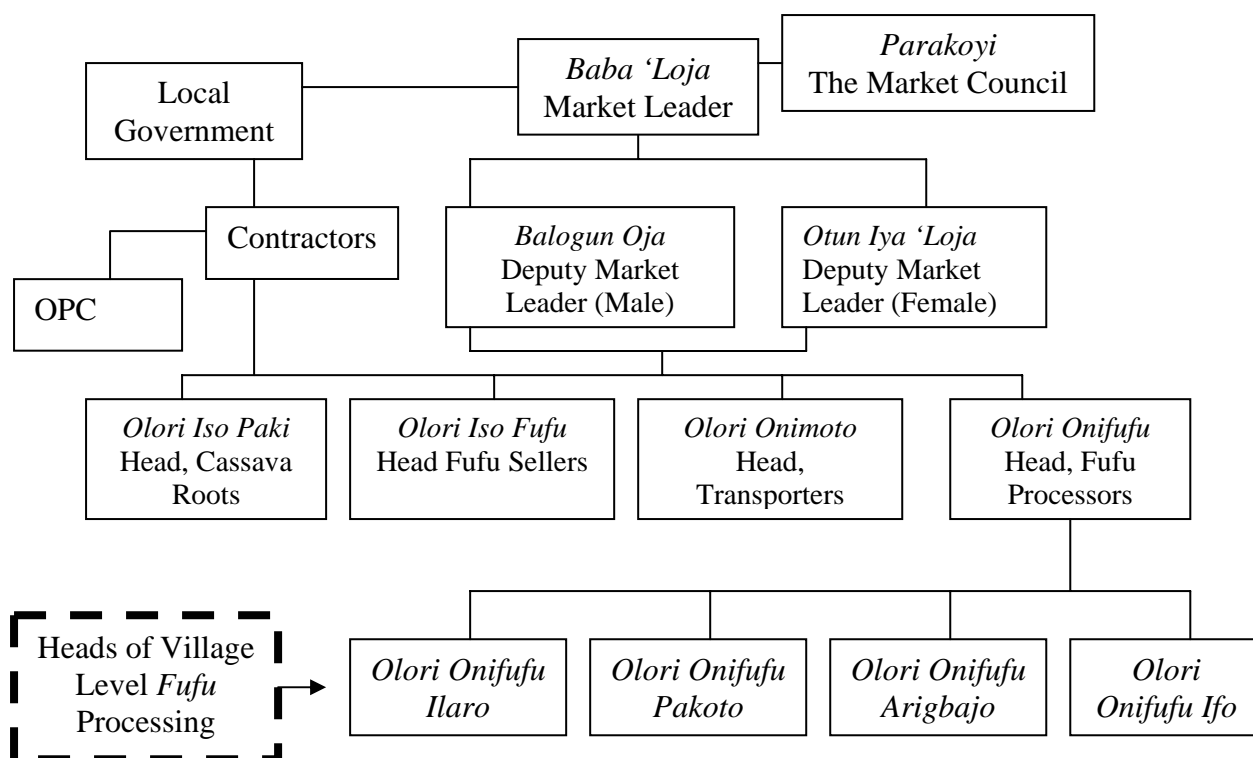 Parakoyi
The Market Council
Baba ‘Loja
Market Leader
Local
Government
Contractors
OPC
Balogun Oja
Deputy Market
Leader (Male)
Otun Iya ‘Loja
Deputy Market
Leader (Female)
Olori Iso Paki
Head, Cassava
Roots
Olori Iso Fufu
Head Fufu Sellers
Olori Onimoto
Head,
Transporters
Olori Onifufu
Head, Fufu
Processors
Heads of Village
Level Fufu
Processing
Olori Onifufu
Ilaro
Olori Onifufu
Pakoto
Olori Onifufu
Arigbajo
Olori
Onifufu Ifo